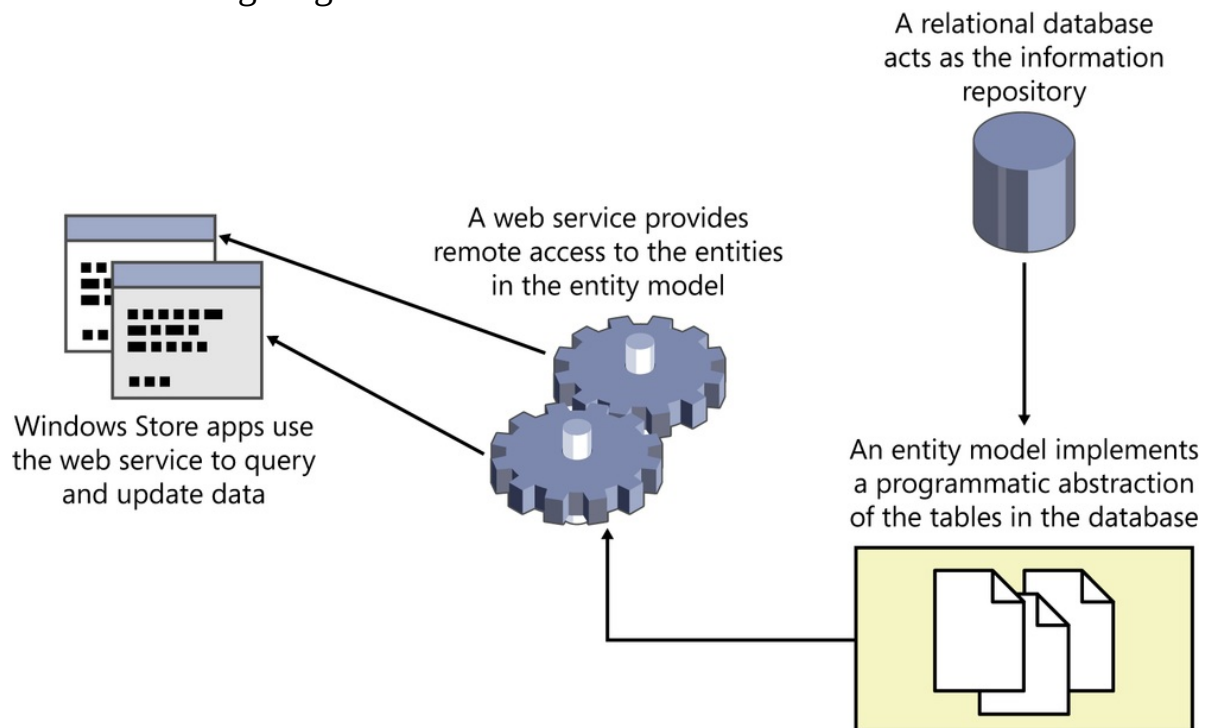 A relational database
acts as the information
repository
A web service provides
remote access to the entities
in the entity model
Windows Store apps use
the web service to query
and update data
An entity model implements
a programmatic abstraction
of the tables in the database